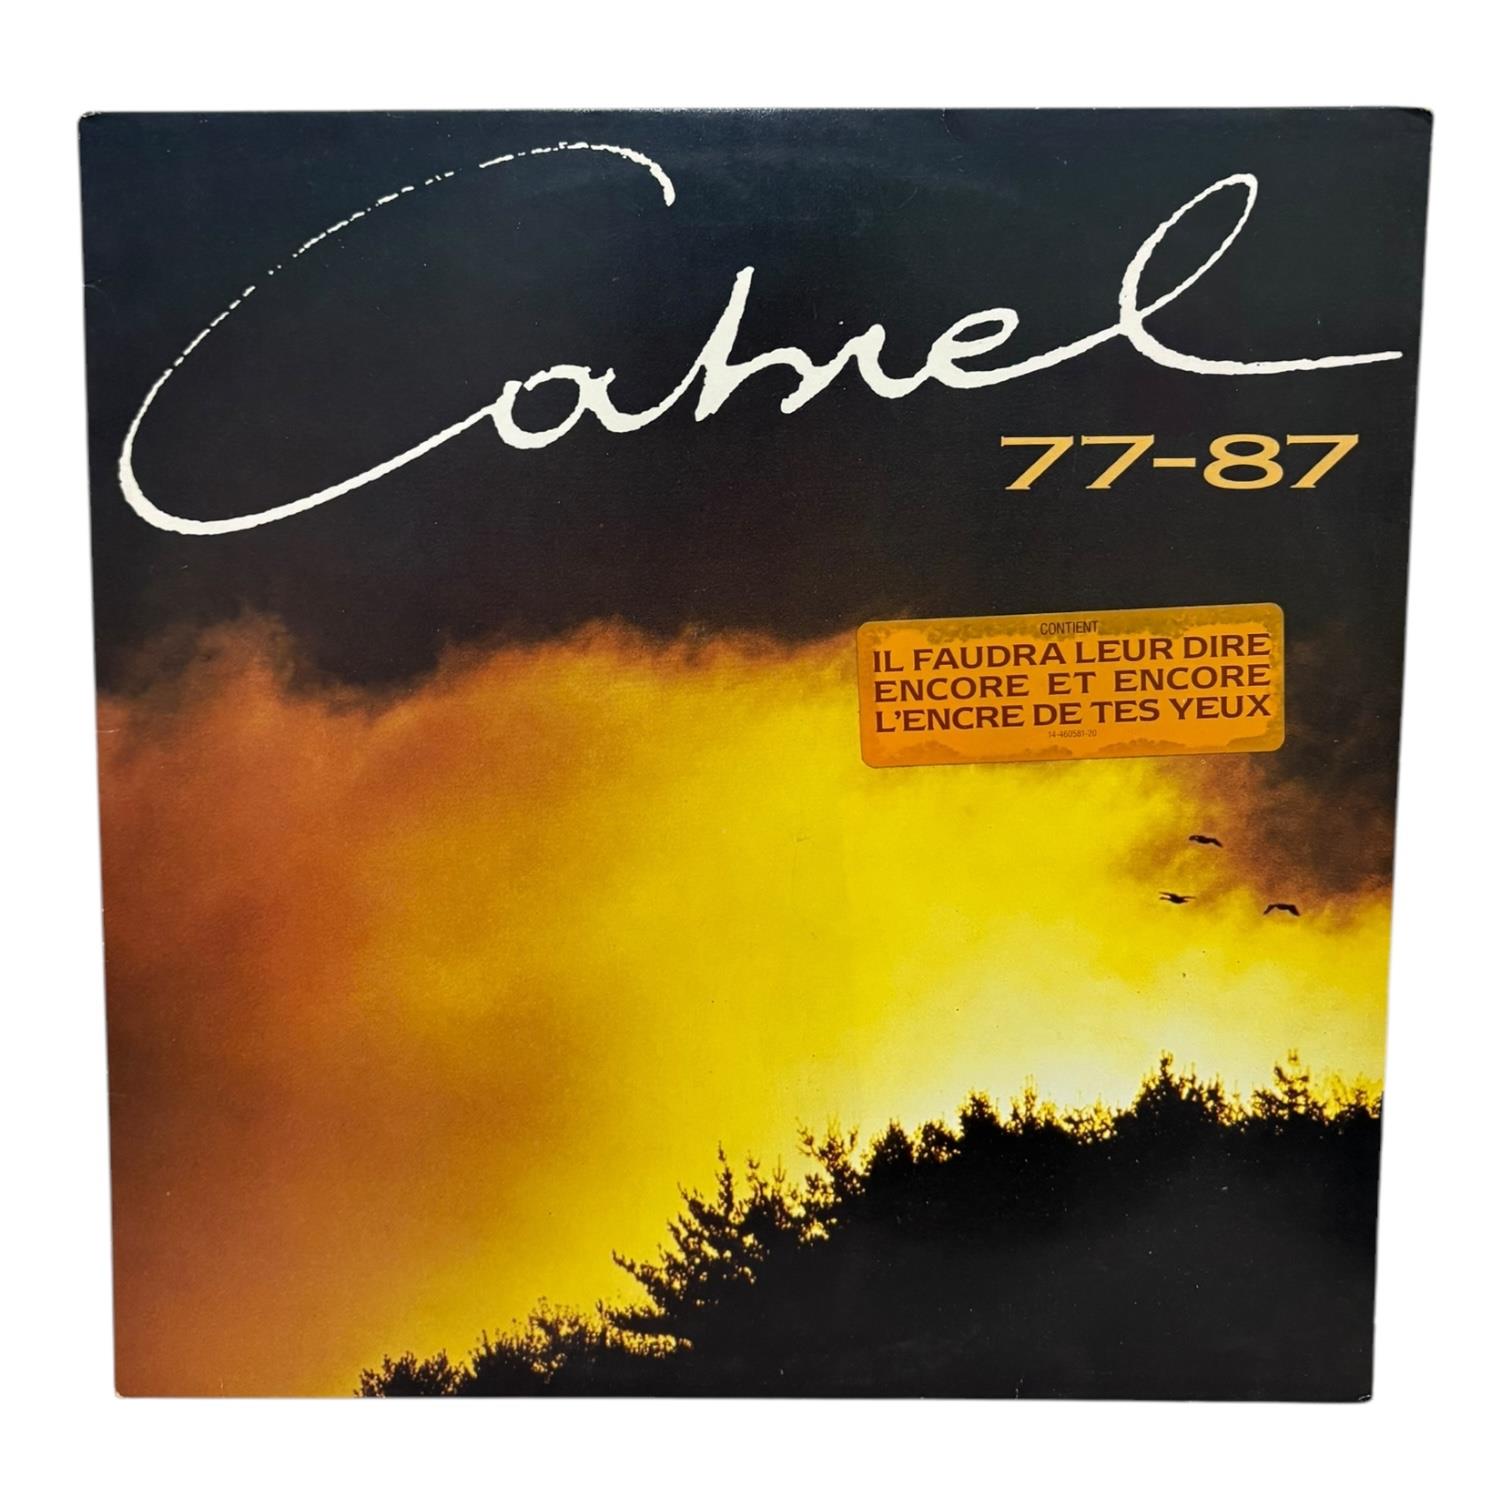 Cabrel
77-87
CONTIENT
IL FAUDRA LEUR DIRE
ENCORE ET ENCORE
L'ENCRE DE TES YEUX
14-460581-20